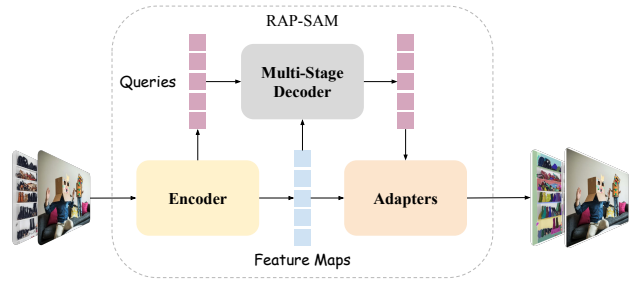 RAP-SAM
Queries
Multi-Stage
Decoder
Encoder
Adapters
Feature Maps